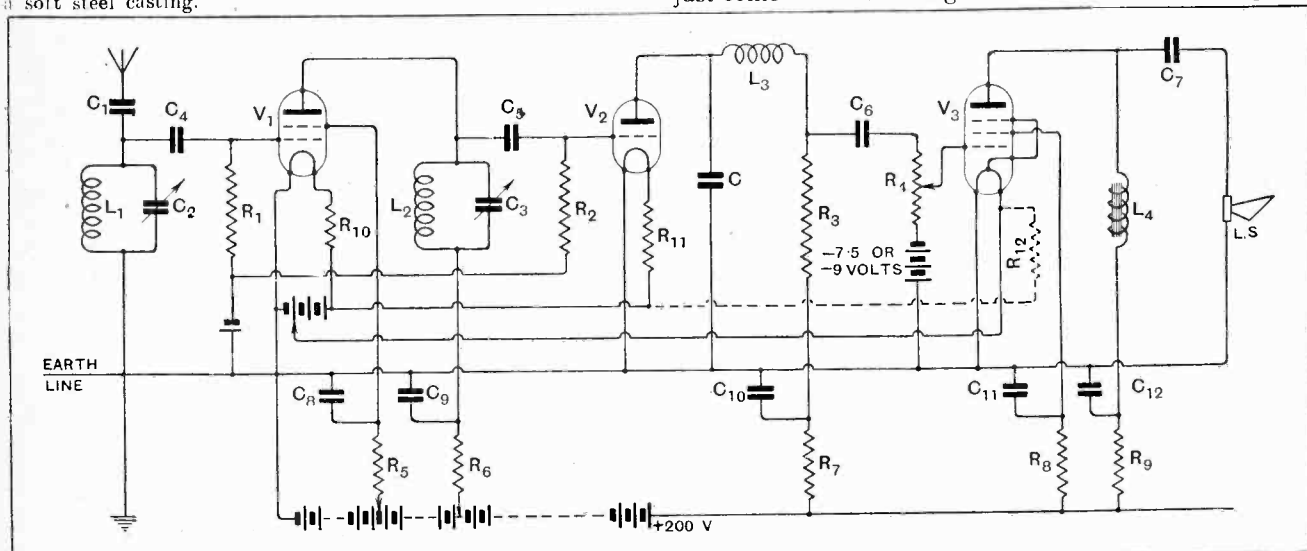 a soft steel casting.
just
C1
C4
V1
C5
V2
L3
C6
V3
C7
L1
C2
R1
R10
L2
C3
R2
R11
C
R3
R4
–7·5 OR
–9 VOLTS
R12
L4
L.S
EARTH
LINE
C8
C9
C10
C11
C12
R5
R6
R7
R8
R9
+200 V